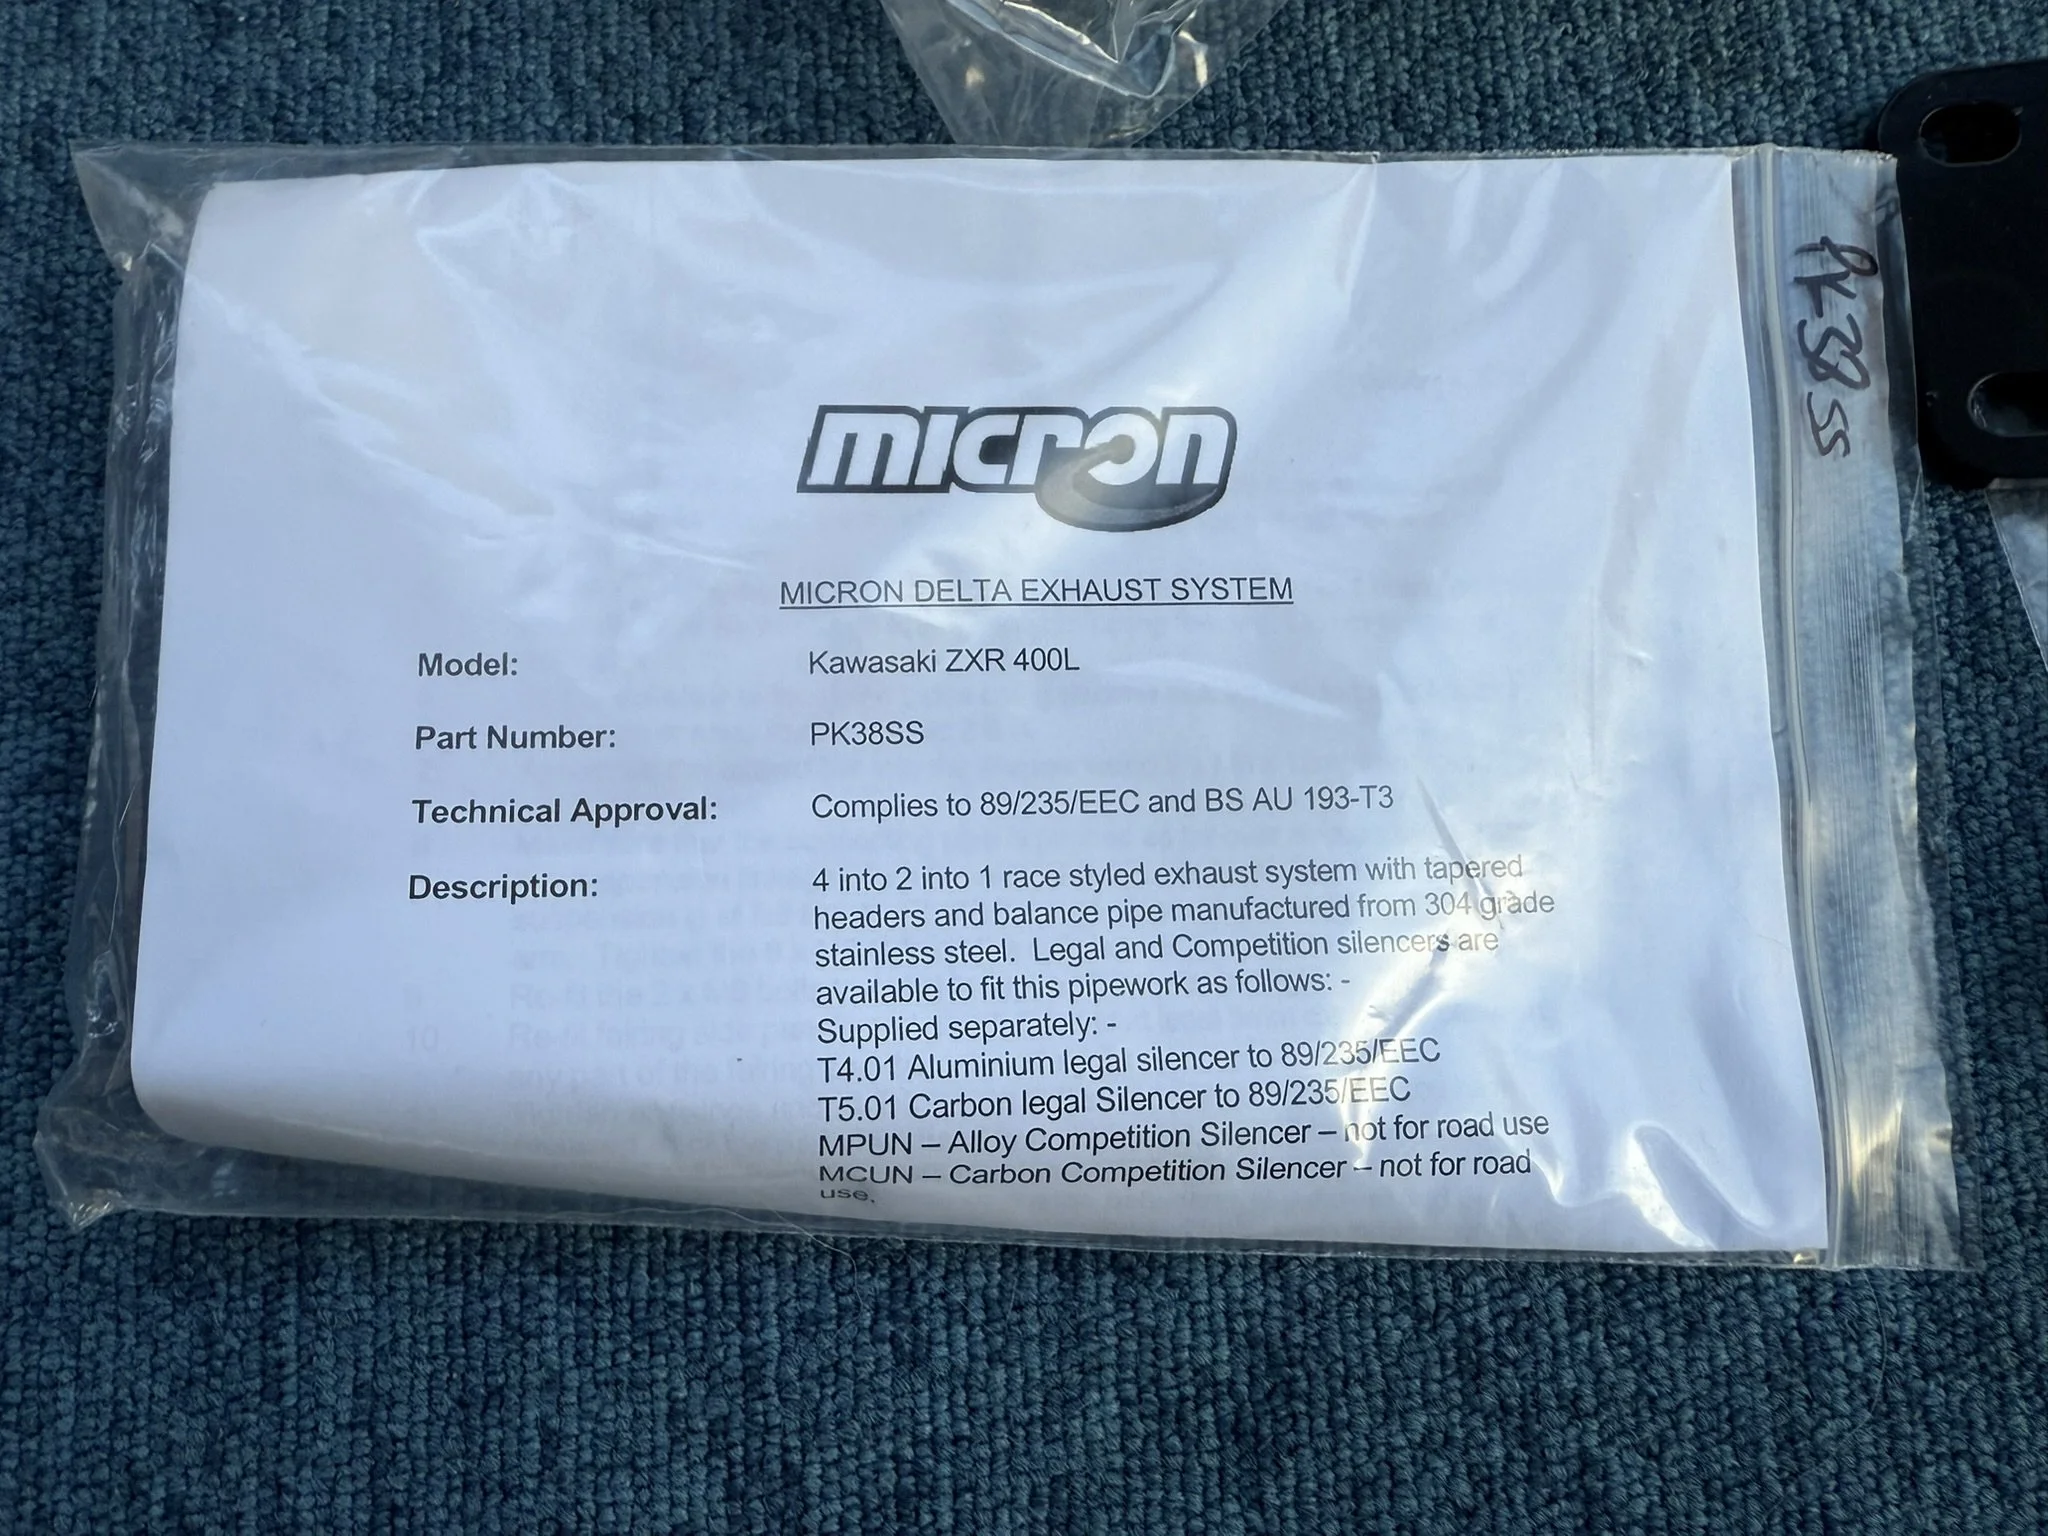 micron
MICRON DELTA EXHAUST SYSTEM
Model: Kawasaki ZXR 400L
Part Number: PK38SS
Technical Approval: Complies to 89/235/EEC and BS AU 193-T3
Description: 4 into 2 into 1 race styled exhaust system with tapered
headers and balance pipe manufactured from 304 grade
stainless steel. Legal and Competition silencers are
available to fit this pipework as follows: -
Supplied separately: -
T4.01 Aluminium legal silencer to 89/235/EEC
T5.01 Carbon legal Silencer to 89/235/EEC
MPUN – Alloy Competition Silencer – not for road use
MCUN – Carbon Competition Silencer – not for road
use.
PK38SS